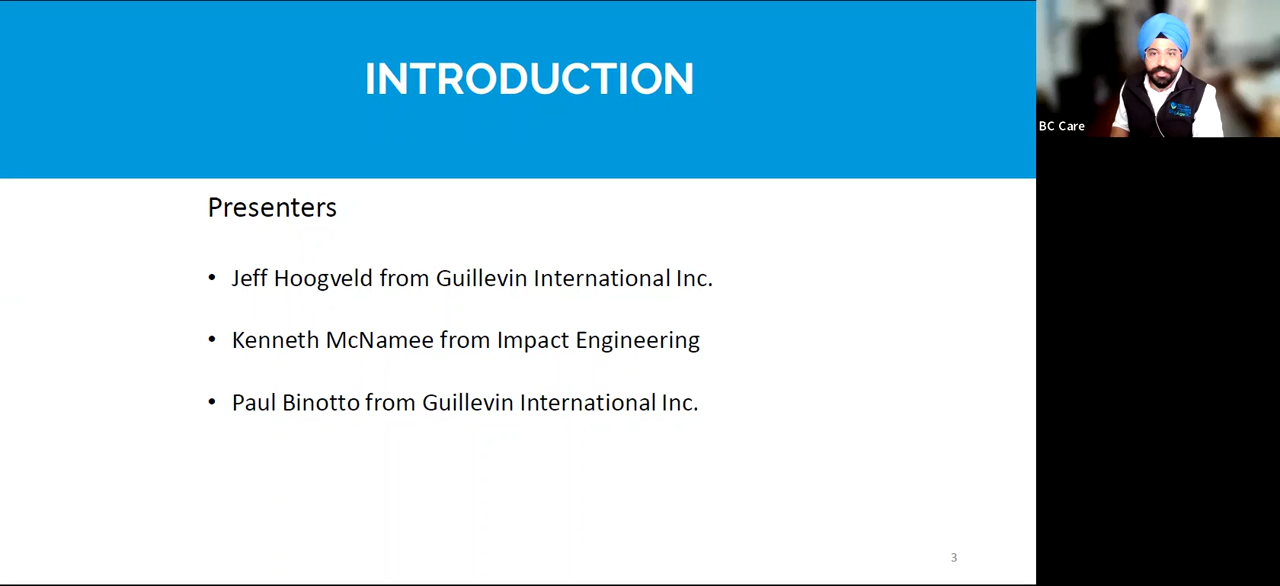 INTRODUCTION
Presenters
• Jeff Hoogveld from Guillevin International Inc.
• Kenneth McNamee from Impact Engineering
• Paul Binotto from Guillevin International Inc.
3
BC Care